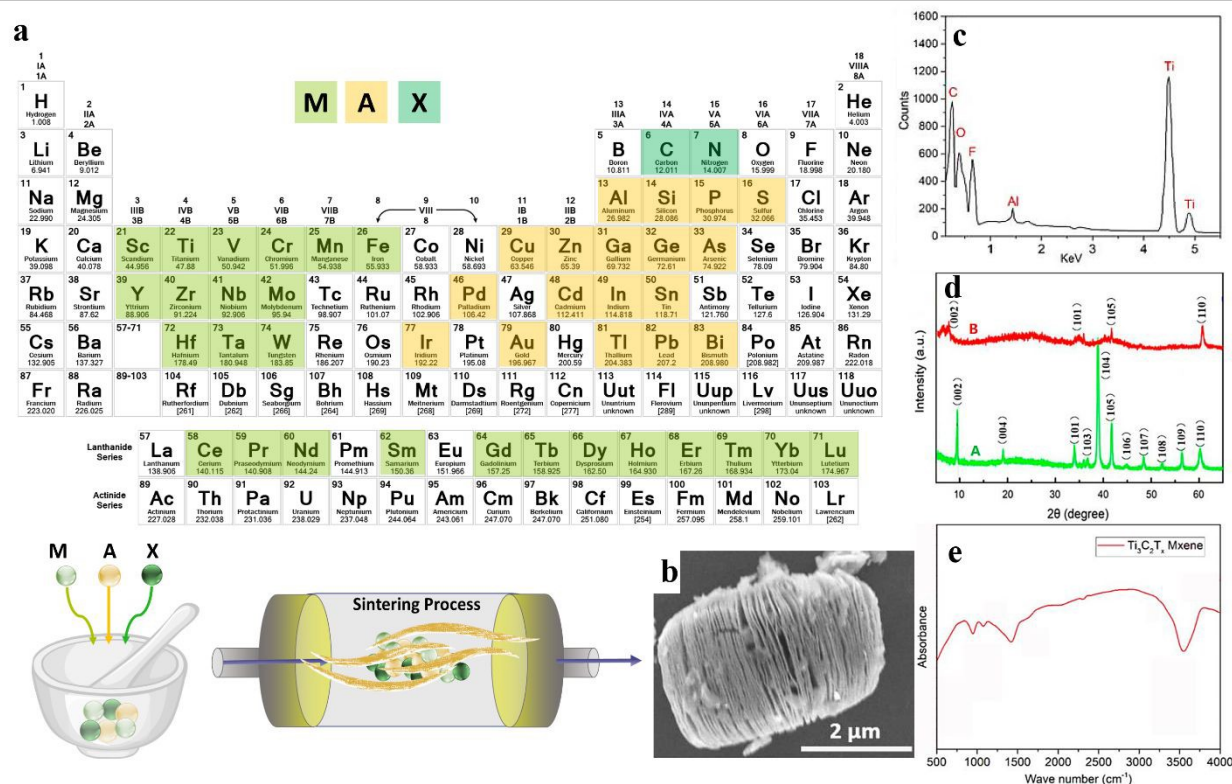 a
M A X
1 IA 1A
2 IIA 2A
3 IIIB 3B
4 IVB 4B
5 VB 5B
6 VIB 6B
7 VIIB 7B
8 9 10
VIII
8
11 IB 1B
12 IIB 2B
13 IIIA 3A
14 IVA 4A
15 VA 5A
16 VIA 6A
17 VIIA 7A
18 VIIIA 8A
1 H Hydrogen 1.008
2 He Helium 4.003
3 Li Lithium 6.941
4 Be Beryllium 9.012
5 B Boron 10.811
6 C Carbon 12.011
7 N Nitrogen 14.007
8 O Oxygen 15.999
9 F Fluorine 18.998
10 Ne Neon 20.180
11 Na Sodium 22.990
12 Mg Magnesium 24.305
13 Al Aluminum 26.982
14 Si Silicon 28.086
15 P Phosphorus 30.974
16 S Sulfur 32.066
17 Cl Chlorine 35.453
18 Ar Argon 39.948
19 K Potassium 39.098
20 Ca Calcium 40.078
21 Sc Scandium 44.956
22 Ti Titanium 47.88
23 V Vanadium 50.942
24 Cr Chromium 51.996
25 Mn Manganese 54.938
26 Fe Iron 55.933
27 Co Cobalt 58.933
28 Ni Nickel 58.693
29 Cu Copper 63.546
30 Zn Zinc 65.39
31 Ga Gallium 69.732
32 Ge Germanium 72.61
33 As Arsenic 74.922
34 Se Selenium 78.09
35 Br Bromine 79.904
36 Kr Krypton 84.80
37 Rb Rubidium 84.468
38 Sr Strontium 87.62
39 Y Yttrium 88.906
40 Zr Zirconium 91.224
41 Nb Niobium 92.906
42 Mo Molybdenum 95.94
43 Tc Technetium 98.907
44 Ru Ruthenium 101.07
45 Rh Rhodium 102.906
46 Pd Palladium 106.42
47 Ag Silver 107.868
48 Cd Cadmium 112.411
49 In Indium 114.818
50 Sn Tin 118.71
51 Sb Antimony 121.760
52 Te Tellurium 127.6
53 I Iodine 126.904
54 Xe Xenon 131.29
55 Cs Cesium 132.905
56 Ba Barium 137.327
57-71
72 Hf Hafnium 178.49
73 Ta Tantalum 180.948
74 W Tungsten 183.85
75 Re Rhenium 186.207
76 Os Osmium 190.23
77 Ir Iridium 192.22
78 Pt Platinum 195.08
79 Au Gold 196.967
80 Hg Mercury 200.59
81 Tl Thallium 204.383
82 Pb Lead 207.2
83 Bi Bismuth 208.980
84 Po Polonium [208.982]
85 At Astatine 209.987
86 Rn Radon 222.018
87 Fr Francium 223.020
88 Ra Radium 226.025
89-103
104 Rf Rutherfordium [261]
105 Db Dubnium [262]
106 Sg Seaborgium [266]
107 Bh Bohrium [264]
108 Hs Hassium [269]
109 Mt Meitnerium [268]
110 Ds Darmstadtium [269]
111 Rg Roentgenium [272]
112 Cn Copernicium [277]
113 Uut Ununtrium unknown
114 Fl Flerovium [289]
115 Uup Ununpentium unknown
116 Lv Livermorium [298]
117 Uus Ununseptium unknown
118 Uuo Ununoctium unknown
Lanthanide Series
57 La Lanthanum 138.906
58 Ce Cerium 140.115
59 Pr Praseodymium 140.908
60 Nd Neodymium 144.24
61 Pm Promethium 144.913
62 Sm Samarium 150.36
63 Eu Europium 151.966
64 Gd Gadolinium 157.25
65 Tb Terbium 158.925
66 Dy Dysprosium 162.50
67 Ho Holmium 164.930
68 Er Erbium 167.26
69 Tm Thulium 168.934
70 Yb Ytterbium 173.04
71 Lu Lutetium 174.967
Actinide Series
89 Ac Actinium 227.028
90 Th Thorium 232.038
91 Pa Protactinium 231.036
92 U Uranium 238.029
93 Np Neptunium 237.048
94 Pu Plutonium 244.064
95 Am Americium 243.061
96 Cm Curium 247.070
97 Bk Berkelium 247.070
98 Cf Californium 251.080
99 Es Einsteinium [254]
100 Fm Fermium 257.095
101 Md Mendelevium 258.1
102 No Nobelium 259.101
103 Lr Lawrencium [262]
M A X
Sintering Process
b
2 μm
c
Counts
1600
1400
1200
1000
800
600
400
200
0
C
O
F
Al
Ti
Ti
1 2 3 4 5
KeV
d
Intensity (a.u.)
B
(002) (101) (105) (110)
A
(002) (004) (101) (103) (104) (105) (106) (107) (108) (109) (110)
10 20 30 40 50 60
2θ (degree)
e
Ti₃C₂Tₓ Mxene
Absorbance
500 1000 1500 2000 2500 3000 3500 4000
Wave number (cm⁻¹)